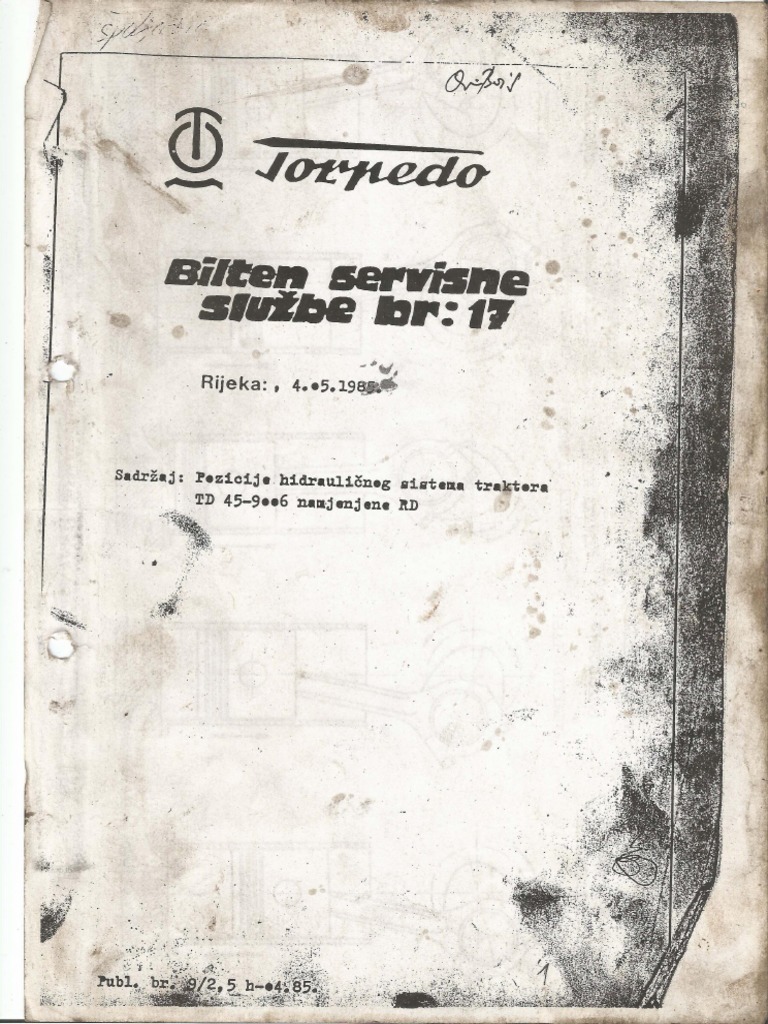 Torpedo
Bilten servisne
službe br: 17
Rijeka: , 4.05.1985.
Sadržaj: Pozicije hidrauličnog sistema traktora
TD 45-9006 namjenjene RD
Publ. br. 9/2,5 h-04.85.
1